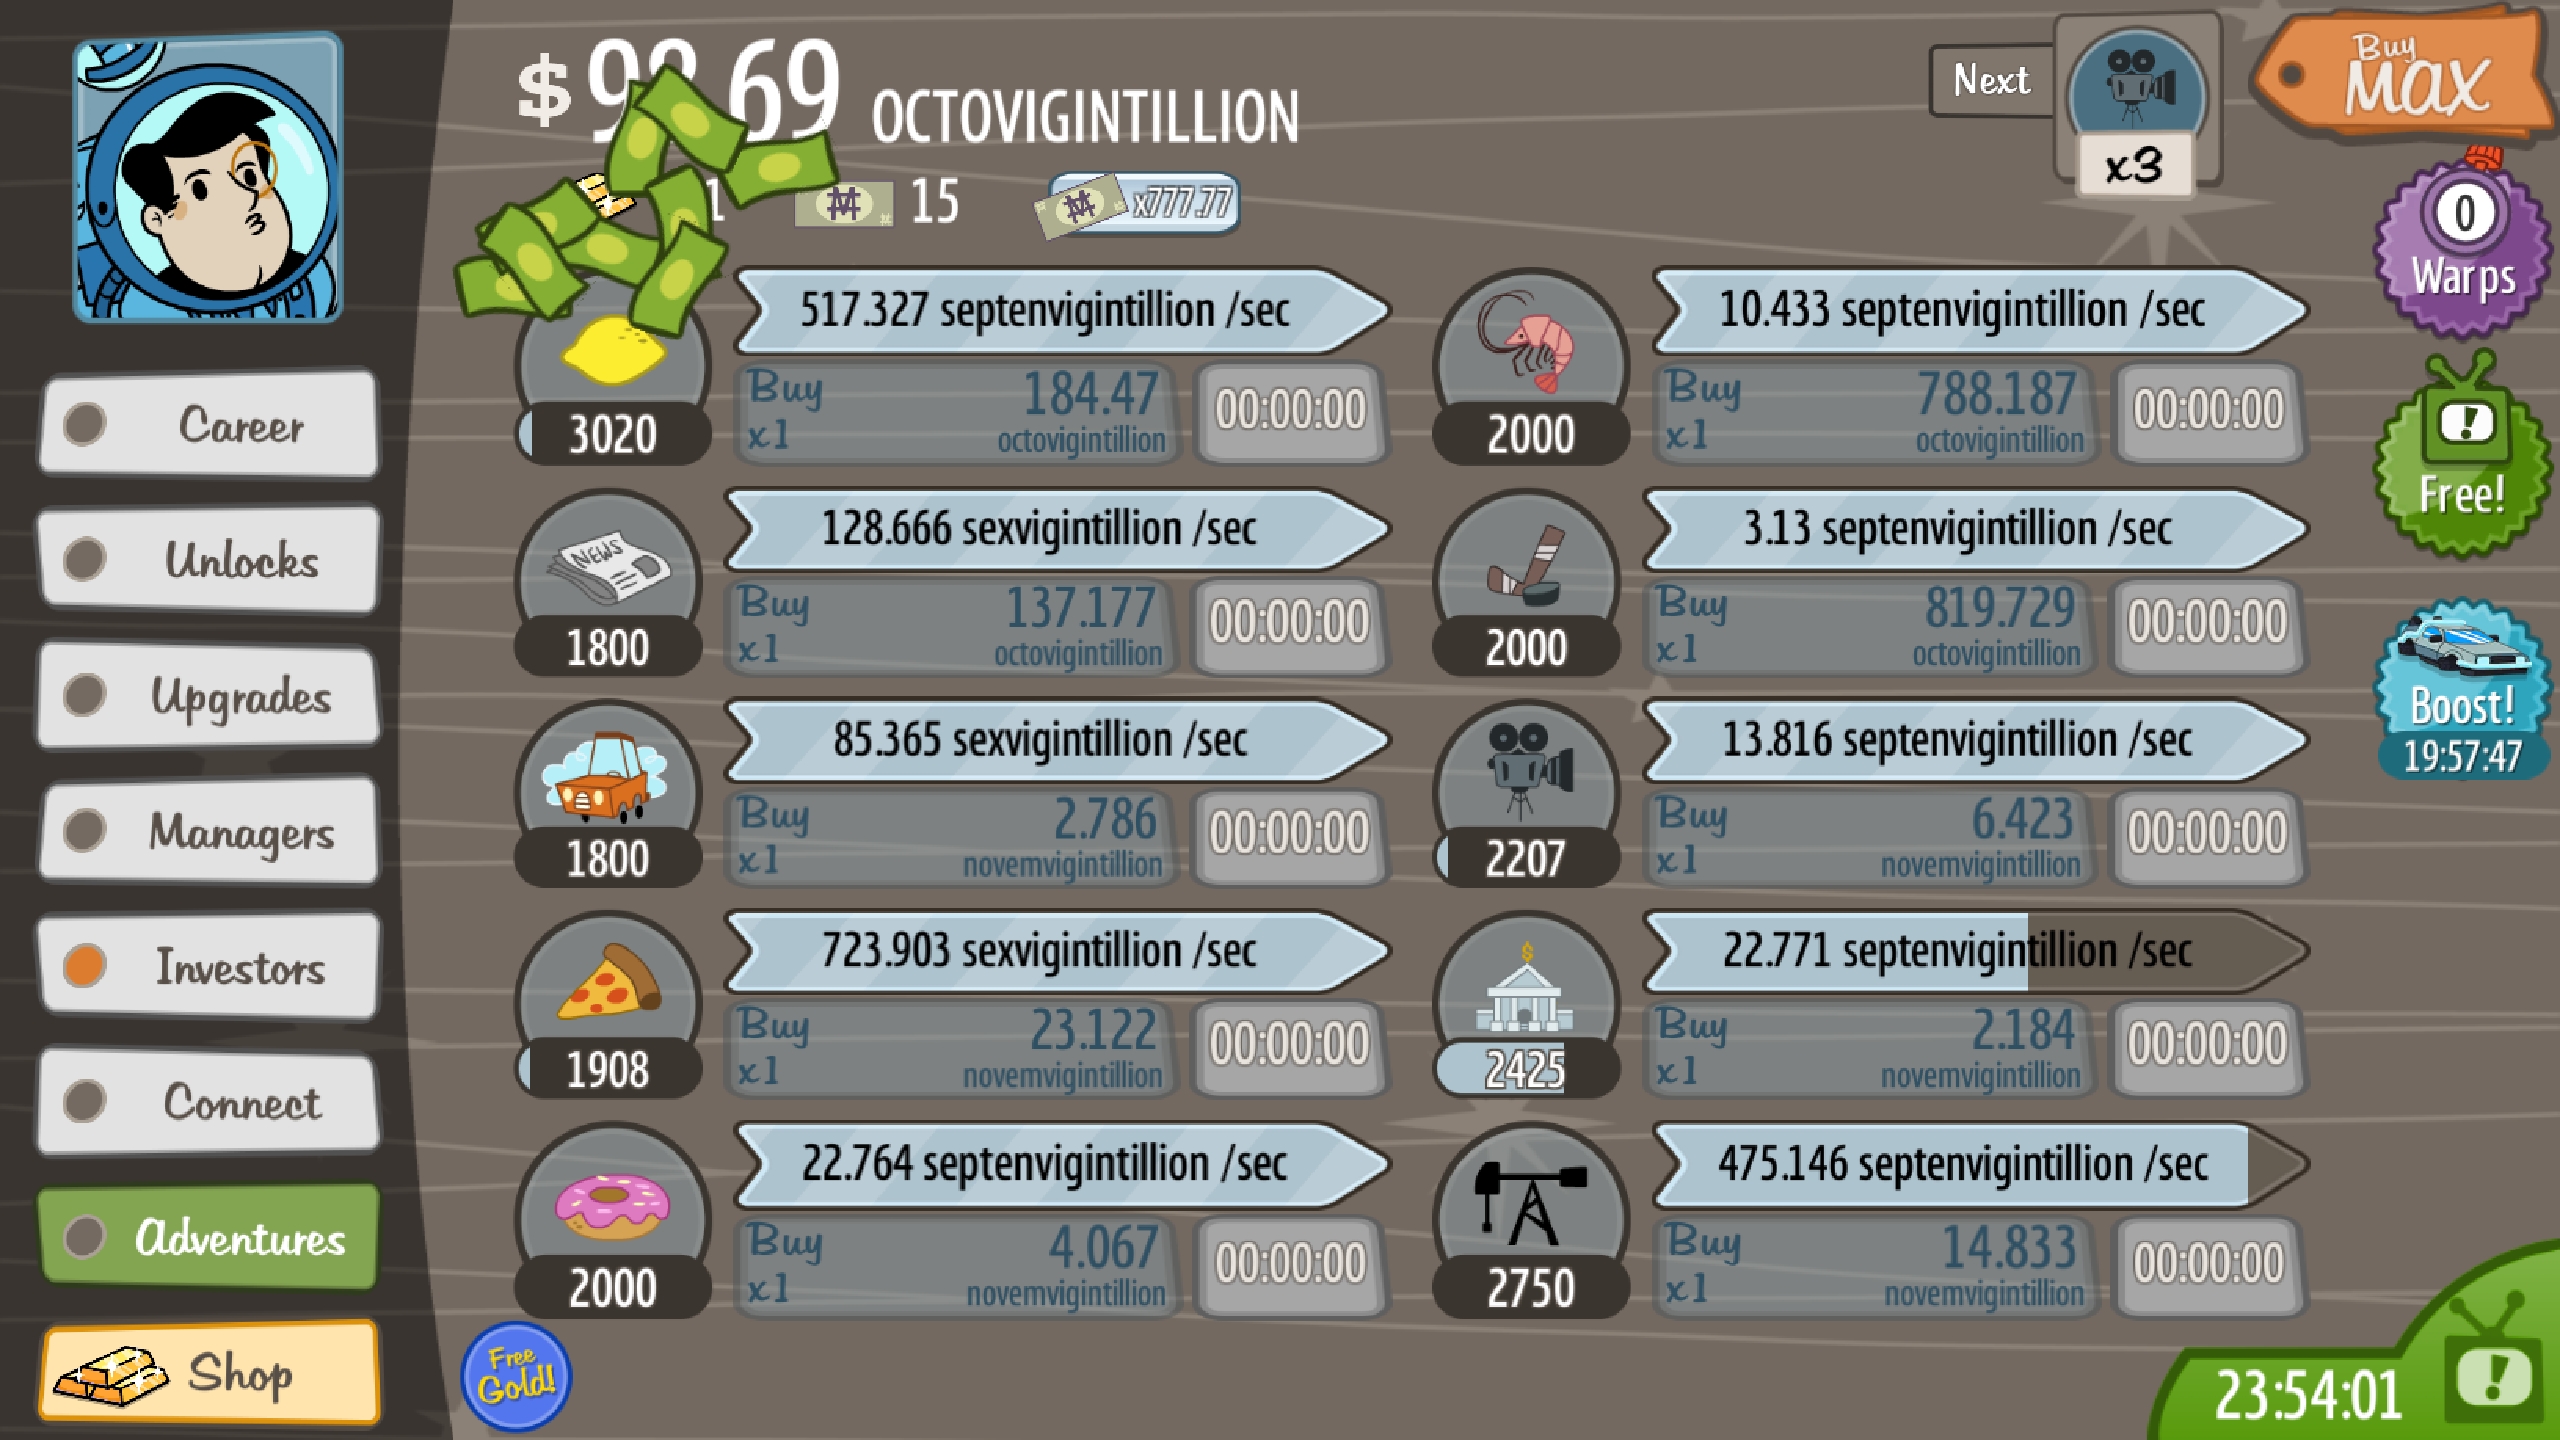 $ 9 69 OCTOVIGINTILLION
1 15 x777.77
Next
x3
Buy
MAX
0
Warps
!
Free!
Boost!
19:57:47
Career
Unlocks
Upgrades
Managers
Investors
Connect
Adventures
Shop
517.327 septenvigintillion /sec
Buy 184.47
x1 octovigintillion
00:00:00
3020
NEWS
128.666 sexvigintillion /sec
Buy 137.177
x1 octovigintillion
00:00:00
1800
85.365 sexvigintillion /sec
Buy 2.786
x1 novemvigintillion
00:00:00
1800
723.903 sexvigintillion /sec
Buy 23.122
x1 novemvigintillion
00:00:00
1908
22.764 septenvigintillion /sec
Buy 4.067
x1 novemvigintillion
00:00:00
2000
10.433 septenvigintillion /sec
Buy 788.187
x1 octovigintillion
00:00:00
2000
3.13 septenvigintillion /sec
Buy 819.729
x1 octovigintillion
00:00:00
2000
13.816 septenvigintillion /sec
Buy 6.423
x1 novemvigintillion
00:00:00
2207
22.771 septenvigintillion /sec
$
Buy 2.184
x1 novemvigintillion
00:00:00
2425
475.146 septenvigintillion /sec
Buy 14.833
x1 novemvigintillion
00:00:00
2750
Free
Gold!
23:54:01
!